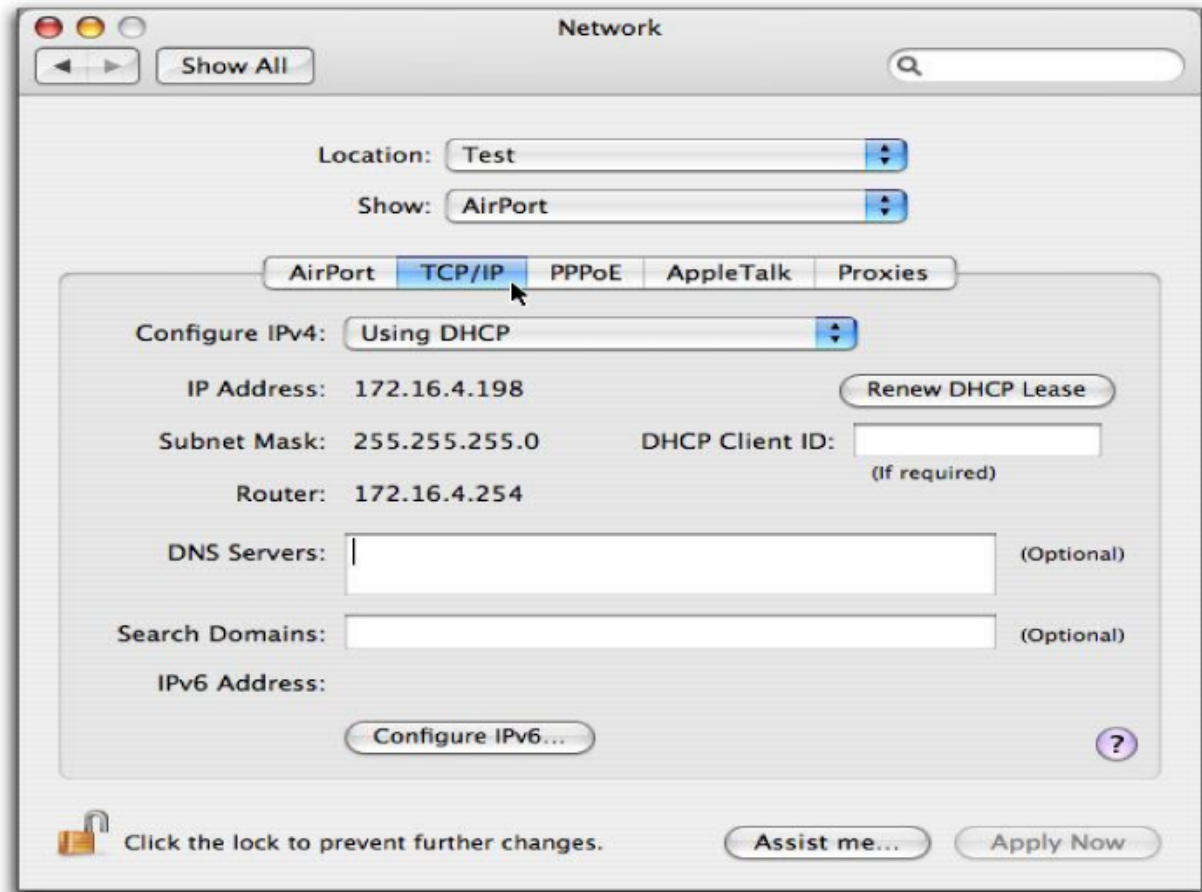 Network
Show All
Location: Test
Show: AirPort
AirPort TCP/IP PPPoE AppleTalk Proxies
Configure IPv4: Using DHCP
IP Address: 172.16.4.198 Renew DHCP Lease
Subnet Mask: 255.255.255.0 DHCP Client ID:
(If required)
Router: 172.16.4.254
DNS Servers: (Optional)
Search Domains: (Optional)
IPv6 Address:
Configure IPv6...
?
Click the lock to prevent further changes. Assist me... Apply Now